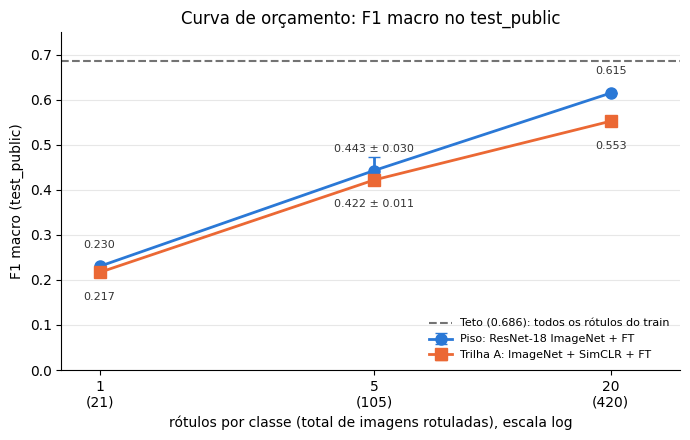 Curva de orçamento: F1 macro no test_public
F1 macro (test_public)
0.7
0.6
0.5
0.4
0.3
0.2
0.1
0.0
0.615
0.443 ± 0.030
0.553
0.422 ± 0.011
0.230
0.217
Teto (0.686): todos os rótulos do train
Piso: ResNet-18 ImageNet + FT
Trilha A: ImageNet + SimCLR + FT
1
(21)
5
(105)
20
(420)
rótulos por classe (total de imagens rotuladas), escala log